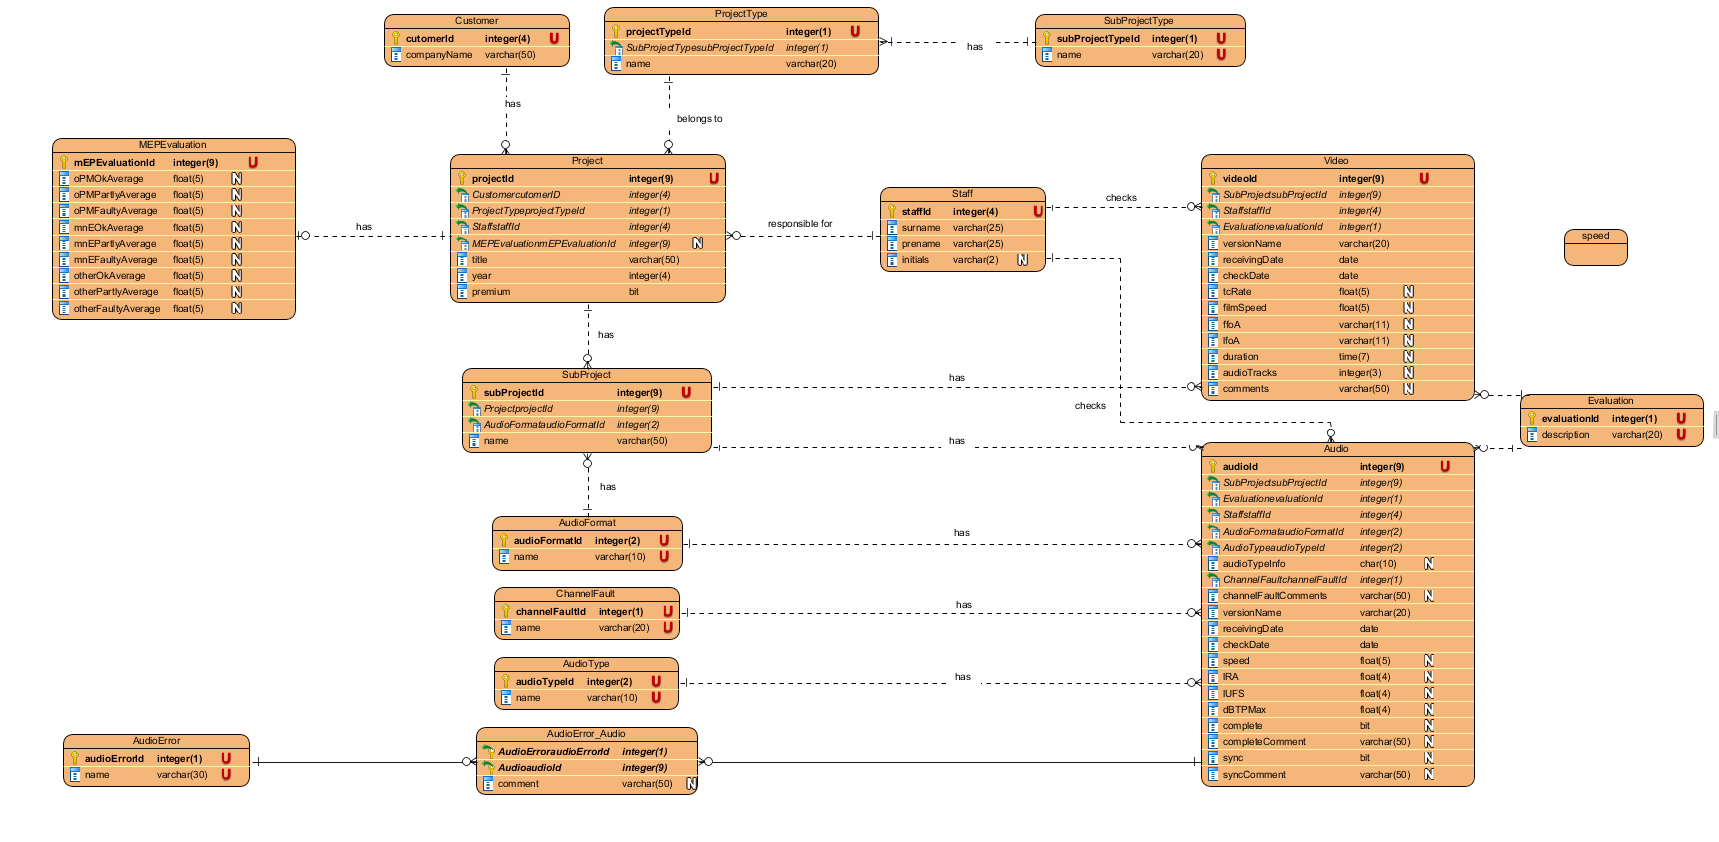 Customer
cutomerId integer(4) U
companyName varchar(50)
ProjectType
projectTypeId integer(1) U
SubProjectTypesubProjectTypeId integer(1)
name varchar(20)
has
SubProjectType
subProjectTypeId integer(1) U
name varchar(20) U
has
belongs to
MEPEvaluation
mEPEvaluationId integer(9) U
oPMOkAverage float(5) N
oPMPartlyAverage float(5) N
oPMFaultyAverage float(5) N
mnEOkAverage float(5) N
mnEPartlyAverage float(5) N
mnEFaultyAverage float(5) N
otherOkAverage float(5) N
otherPartlyAverage float(5) N
otherFaultyAverage float(5) N
has
Project
projectId integer(9) U
CustomercutomerID integer(4)
ProjectTypeprojectTypeId integer(1)
StaffstaffId integer(4)
MEPEvaluationmEPEvaluationId integer(9) N
title varchar(50)
year integer(4)
premium bit
responsible for
Staff
staffId integer(4) U
surname varchar(25)
prename varchar(25)
initials varchar(2) N
checks
checks
Video
videoId integer(9) U
SubProjectsubProjectId integer(9)
StaffstaffId integer(4)
EvaluationevaluationId integer(1)
versionName varchar(20)
receivingDate date
checkDate date
tcRate float(5) N
filmSpeed float(5) N
ffoA varchar(11) N
lfoA varchar(11) N
duration time(7) N
audioTracks integer(3) N
comments varchar(50) N
speed
has
SubProject
subProjectId integer(9) U
ProjectprojectId integer(9)
AudioFormataudioFormatId integer(2)
name varchar(50)
has
has
Evaluation
evaluationId integer(1) U
description varchar(20) U
has
AudioFormat
audioFormatId integer(2) U
name varchar(10) U
has
ChannelFault
channelFaultId integer(1) U
name varchar(20) U
has
AudioType
audioTypeId integer(2) U
name varchar(10) U
has
Audio
audioId integer(9) U
SubProjectsubProjectId integer(9)
EvaluationevaluationId integer(1)
StaffstaffId integer(4)
AudioFormataudioFormatId integer(2)
AudioTypeaudioTypeId integer(2)
audioTypeInfo char(10) N
ChannelFaultchannelFaultId integer(1)
channelFaultComments varchar(50) N
versionName varchar(20)
receivingDate date
checkDate date
speed float(5) N
IRA float(4) N
IUFS float(4) N
dBTPMax float(4) N
complete bit N
completeComment varchar(50) N
sync bit N
syncComment varchar(50) N
AudioError
audioErrorId integer(1) U
name varchar(30) U
AudioError_Audio
AudioErroraudioErrorId integer(1)
AudioaudioId integer(9)
comment varchar(50) N